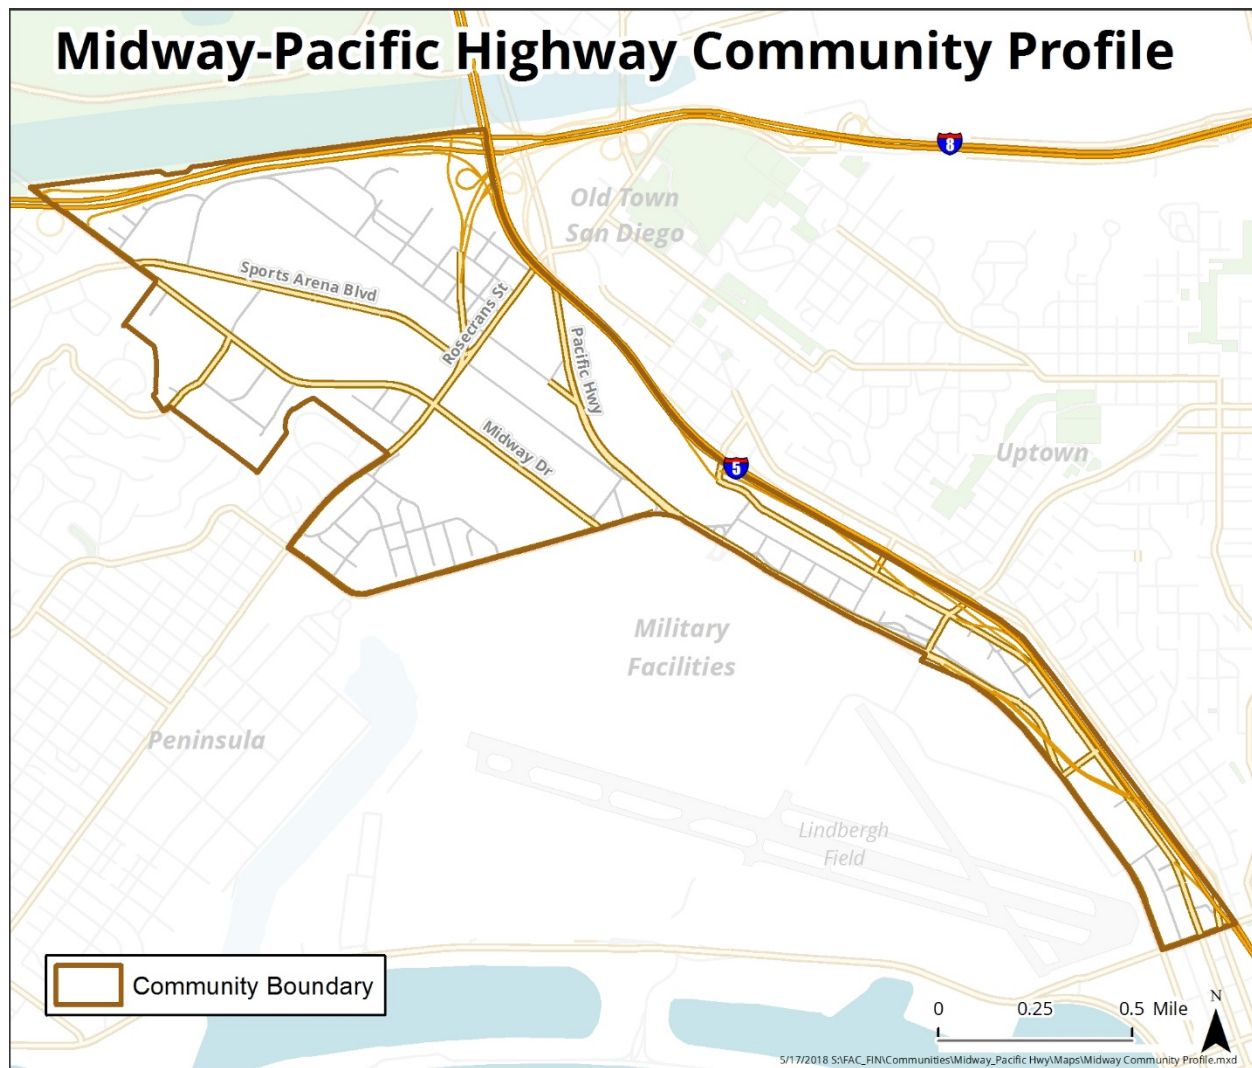 Midway-Pacific Highway Community Profile
8
Old Town
San Diego
Sports Arena Blvd
Rosecrans St
Pacific Hwy
Midway Dr
5
Uptown
Military
Facilities
Peninsula
Lindbergh
Field
Community Boundary
0 0.25 0.5 Mile
N
5/17/2018 S:\FAC_FIN\Communities\Midway_Pacific Hwy\Maps\Midway Community Profile.mxd